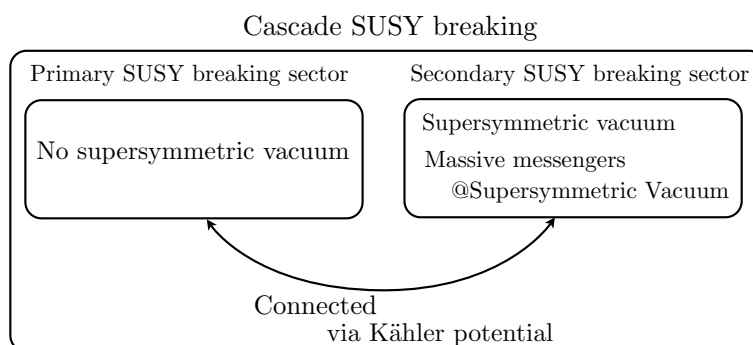 Cascade SUSY breaking
Primary SUSY breaking sector
No supersymmetric vacuum
Secondary SUSY breaking sector
Supersymmetric vacuum
Massive messengers
@Supersymmetric Vacuum
Connected
via Kähler potential